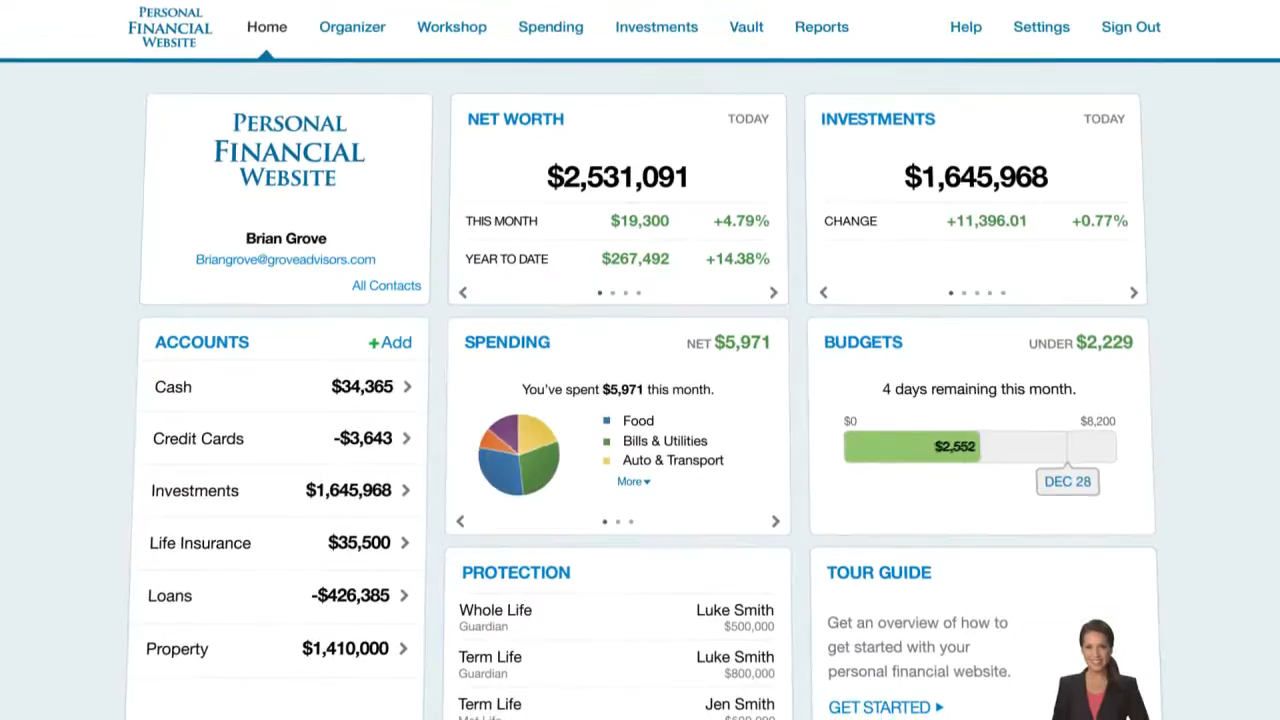 PERSONAL
FINANCIAL
WEBSITE
Home
Organizer
Workshop
Spending
Investments
Vault
Reports
Help
Settings
Sign Out
PERSONAL
FINANCIAL
WEBSITE
Brian Grove
Briangrove@groveadvisors.com
All Contacts
NET WORTH TODAY
$2,531,091
THIS MONTH $19,300 +4.79%
YEAR TO DATE $267,492 +14.38%
INVESTMENTS TODAY
$1,645,968
CHANGE +11,396.01 +0.77%
ACCOUNTS +Add
Cash $34,365
Credit Cards -$3,643
Investments $1,645,968
Life Insurance $35,500
Loans -$426,385
Property $1,410,000
SPENDING NET $5,971
You've spent $5,971 this month.
Food
Bills & Utilities
Auto & Transport
More
BUDGETS UNDER $2,229
4 days remaining this month.
$0 $8,200
$2,552
DEC 28
PROTECTION
Whole Life Luke Smith
Guardian $500,000
Term Life Luke Smith
Guardian $800,000
Term Life Jen Smith
TOUR GUIDE
Get an overview of how to
get started with your
personal financial website.
GET STARTED